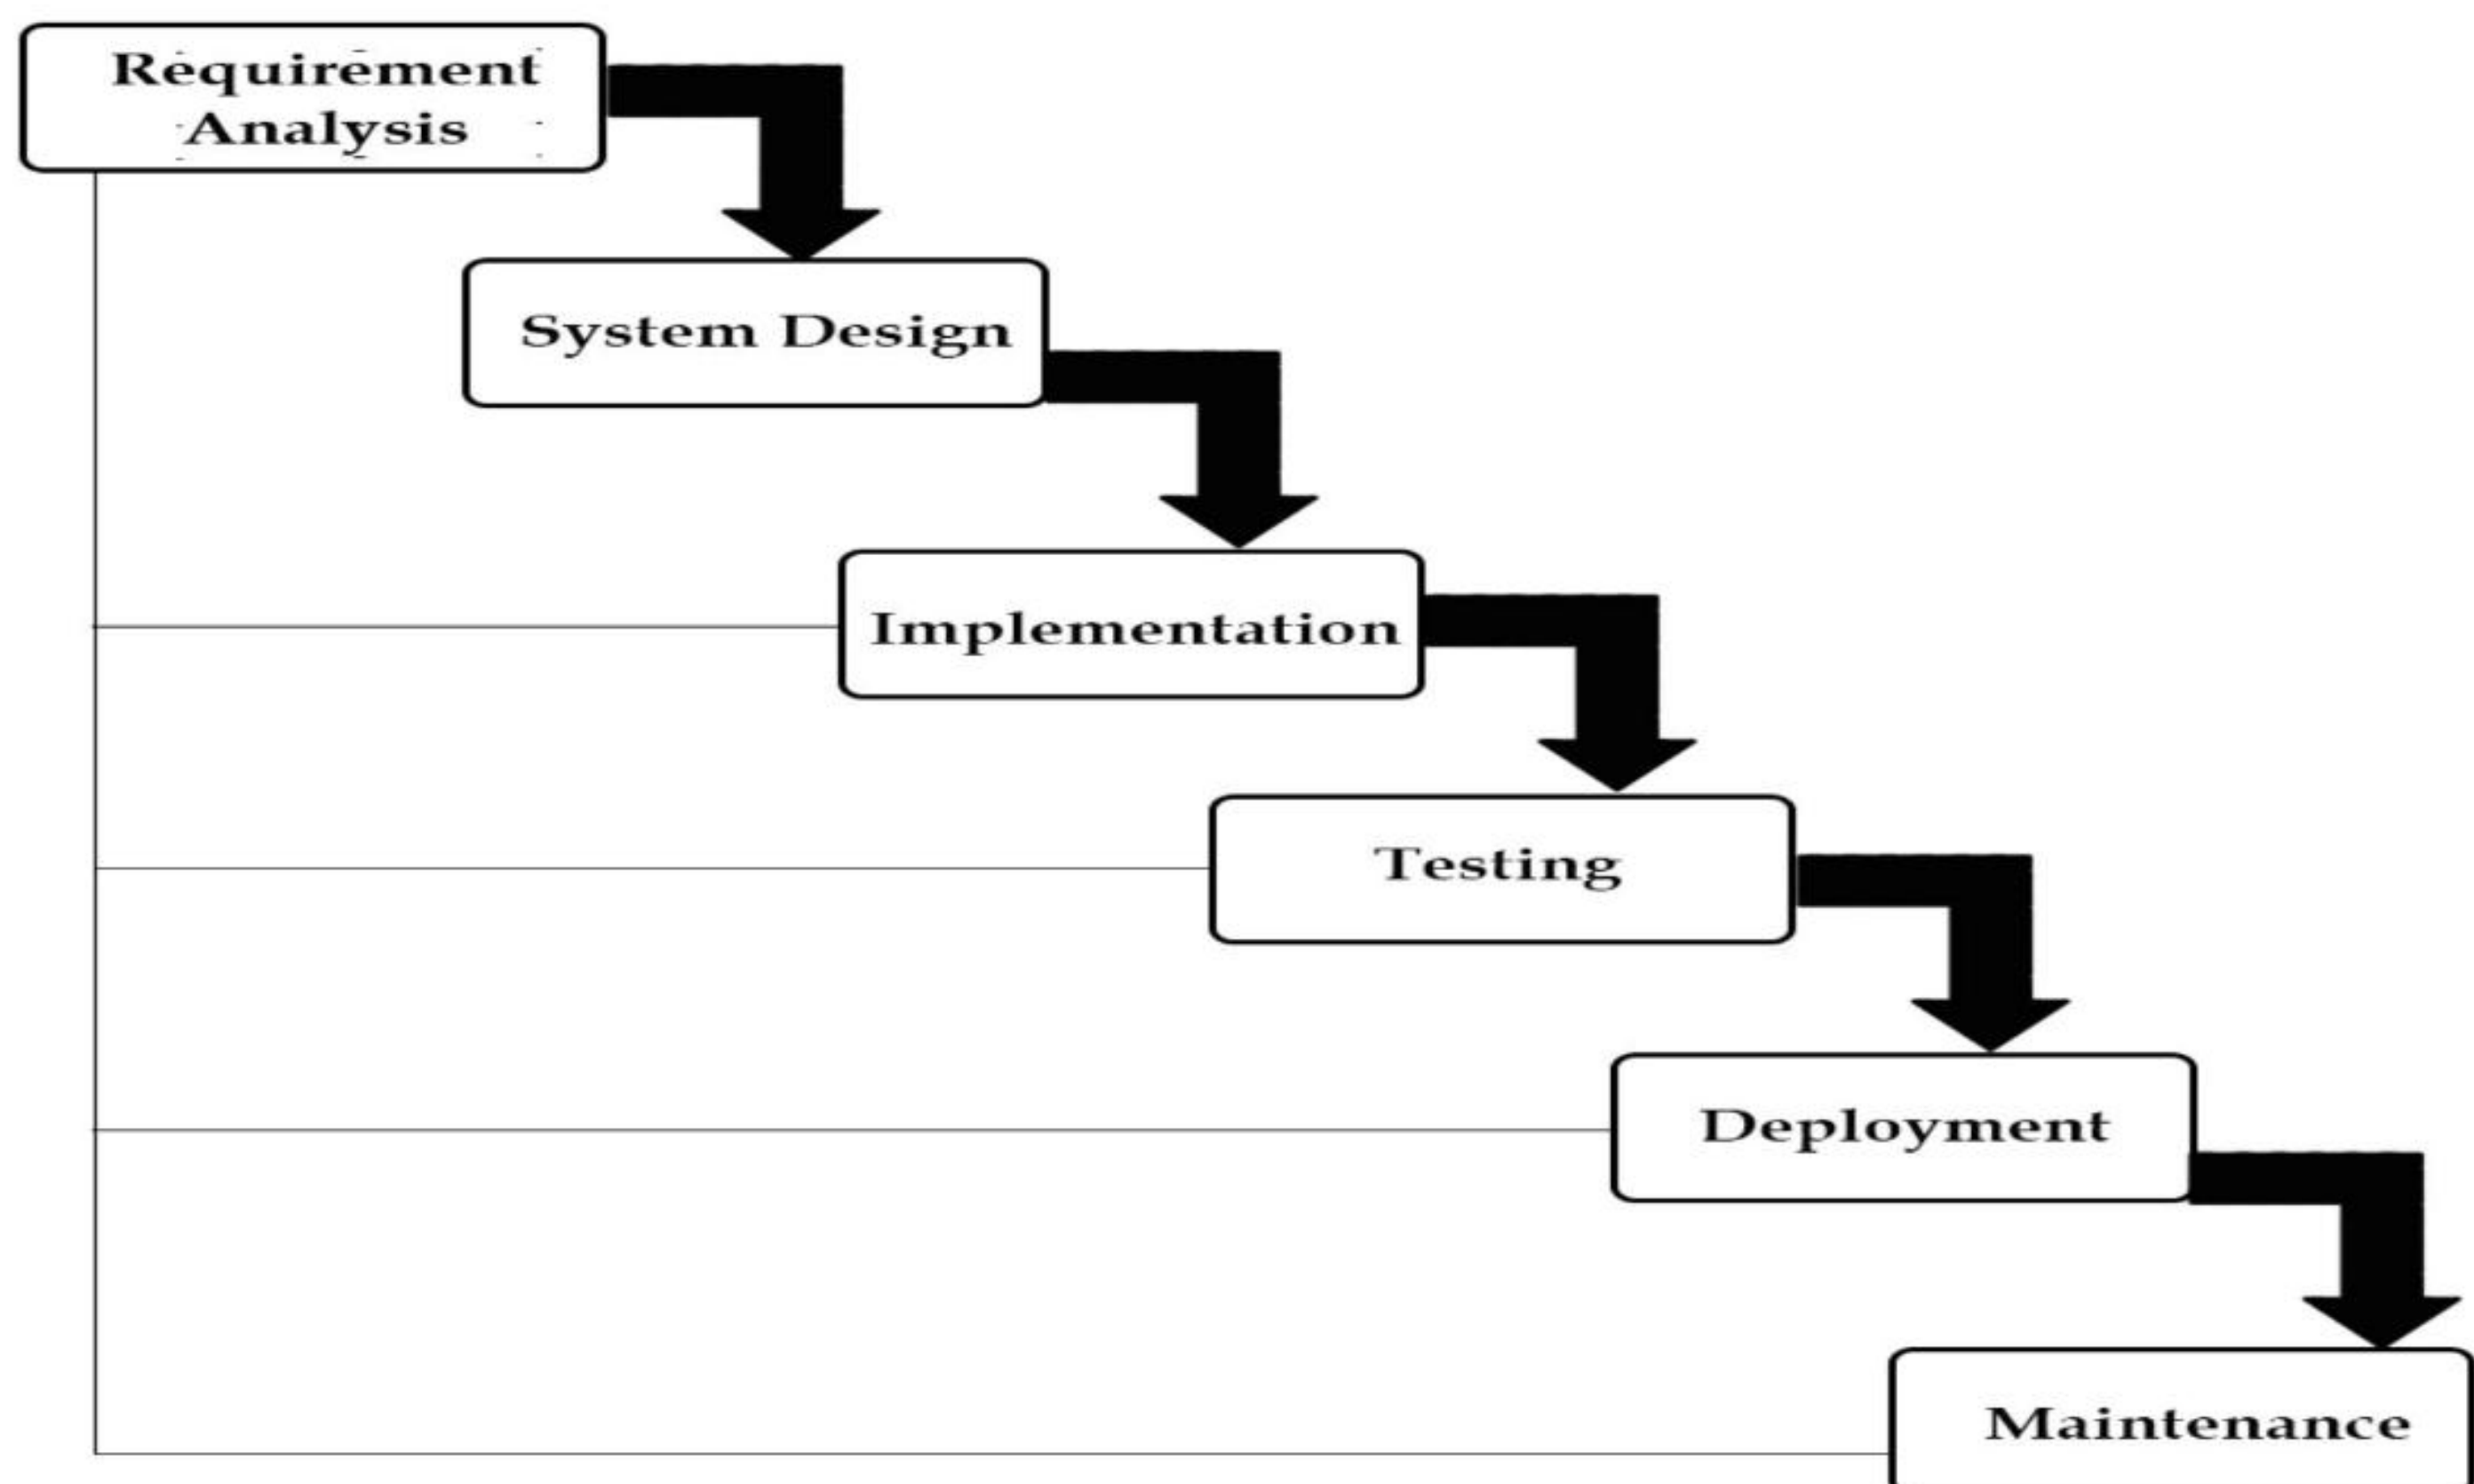 Requirement
Analysis
System Design
Implementation
Testing
Deployment
Maintenance